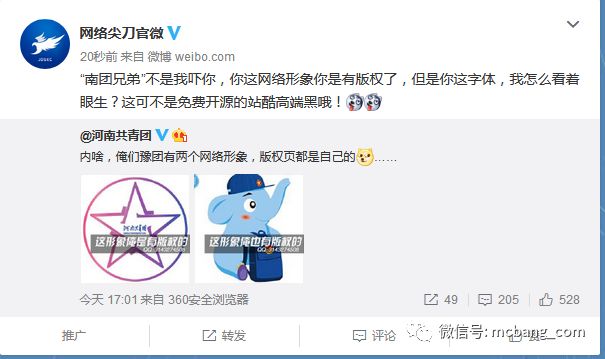 网络尖刀官微
20秒前 来自 微博 weibo.com
“南团兄弟”不是我吓你，你这网络形象你是有版权了，但是你这字体，我怎么看着
眼生？这可不是免费开源的站酷高端黑哦！
@河南共青团
内啥，俺们豫团有两个网络形象，版权页都是自己的......
这形象俺是有版权的
这形象俺也有版权的
今天 17:01 来自 360安全浏览器
49
205
528
推广
转发
评论
微信号: mcbang_com